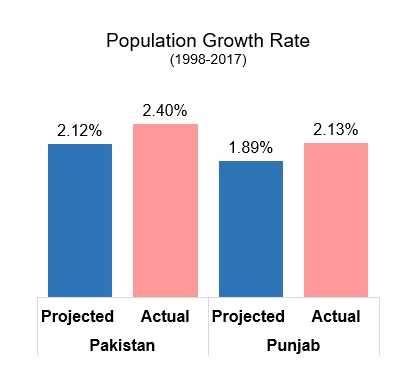 Population Growth Rate
(1998-2017)
2.12%
2.40%
1.89%
2.13%
Projected
Actual
Projected
Actual
Pakistan
Punjab